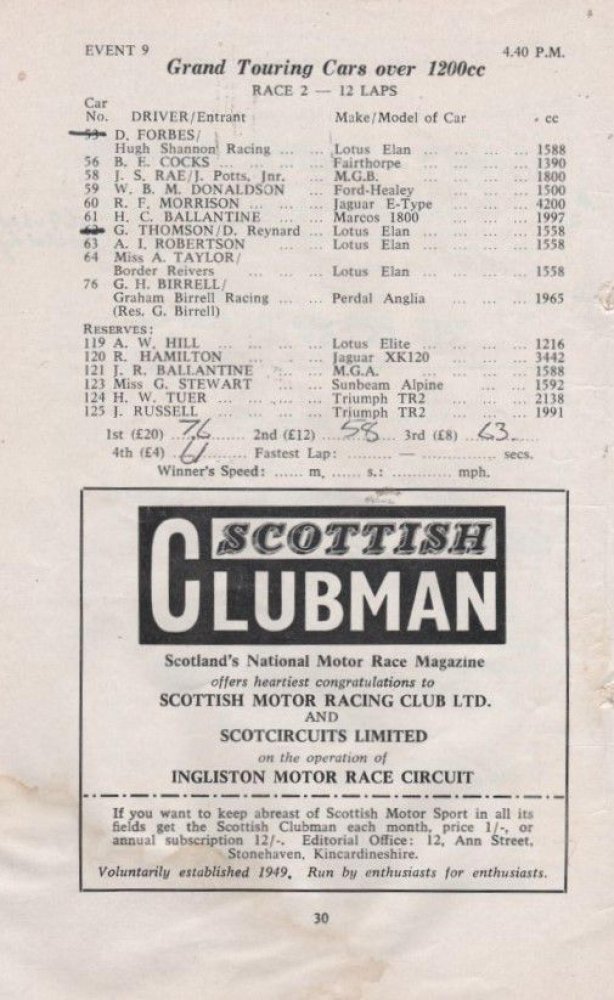 EVENT 9 4.40 P.M.
Grand Touring Cars over 1200cc
RACE 2 — 12 LAPS
Car
No. DRIVER/Entrant Make/Model of Car cc
53 D. FORBES/
Hugh Shannon Racing ... ... Lotus Elan ... ... ... 1588
56 B. E. COCKS ... ... ... ... Fairthorpe ... ... ... 1390
58 J. S. RAE/J. Potts, Jnr. ... M.G.B. ... ... ... 1800
59 W. B. M. DONALDSON ... Ford-Healey ... ... ... 1500
60 R. F. MORRISON ... ... ... Jaguar E-Type ... ... ... 4200
61 H. C. BALLANTINE ... ... Marcos 1800 ... ... ... 1997
62 G. THOMSON/D. Reynard ... Lotus Elan ... ... ... 1558
63 A. I. ROBERTSON ... ... Lotus Elan ... ... ... 1558
64 Miss A. TAYLOR/
Border Reivers ... ... ... Lotus Elan ... ... ... 1558
76 G. H. BIRRELL/
Graham Birrell Racing ... ... Perdal Anglia ... ... ... 1965
(Res. G. Birrell)
RESERVES:
119 A. W. HILL ... ... ... ... Lotus Elite ... ... ... ... 1216
120 R. HAMILTON ... ... ... Jaguar XK120 ... ... ... 3442
121 J. R. BALLANTINE ... ... M.G.A. ... ... ... ... 1588
123 Miss G. STEWART ... ... Sunbeam Alpine ... ... 1592
124 H. W. TUER ... ... ... ... Triumph TR2 ... ... ... 2138
125 J. RUSSELL ... ... ... ... Triumph TR2 ... ... ... 1991
1st (£20) ...76... 2nd (£12) ...58... 3rd (£8) ...63...
4th (£4) ...61... Fastest Lap: ......... — ............... secs.
Winner's Speed: ...... m, ...... s.: ............ mph.
SCOTTISH
CLUBMAN
Scotland's National Motor Race Magazine
offers heartiest congratulations to
SCOTTISH MOTOR RACING CLUB LTD.
AND
SCOTCIRCUITS LIMITED
on the operation of
INGLISTON MOTOR RACE CIRCUIT
If you want to keep abreast of Scottish Motor Sport in all its
fields get the Scottish Clubman each month, price 1/-, or
annual subscription 12/-. Editorial Office: 12, Ann Street,
Stonehaven, Kincardineshire.
Voluntarily established 1949. Run by enthusiasts for enthusiasts.
30